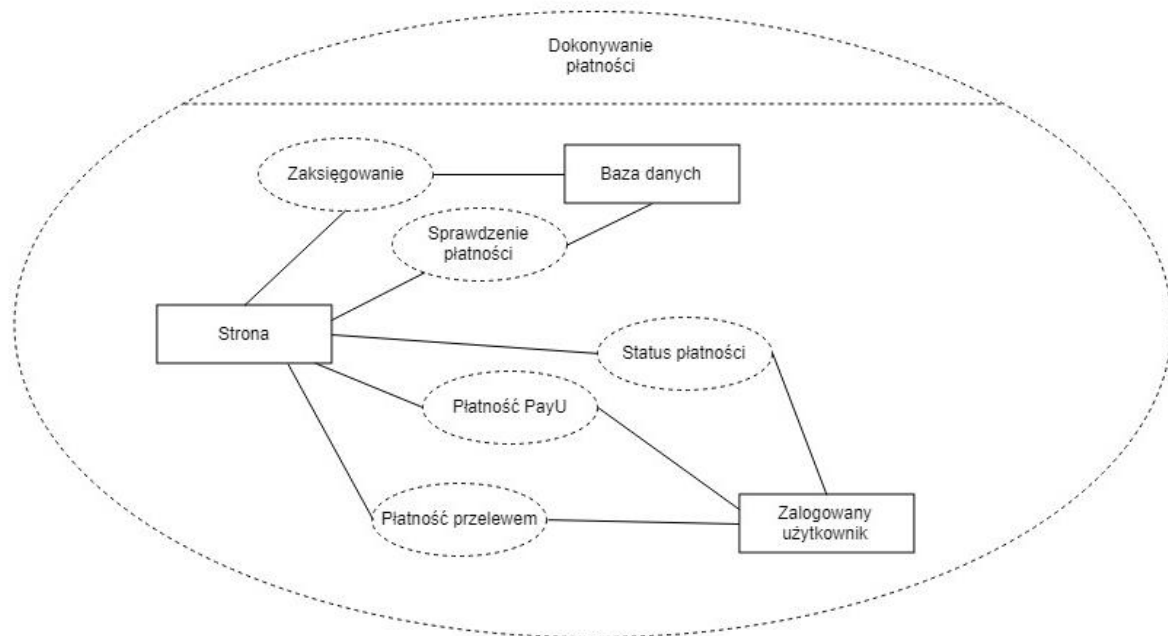 Dokonywanie
płatności
Zaksięgowanie
Baza danych
Sprawdzenie
płatności
Strona
Status płatności
Płatność PayU
Płatność przelewem
Zalogowany
użytkownik